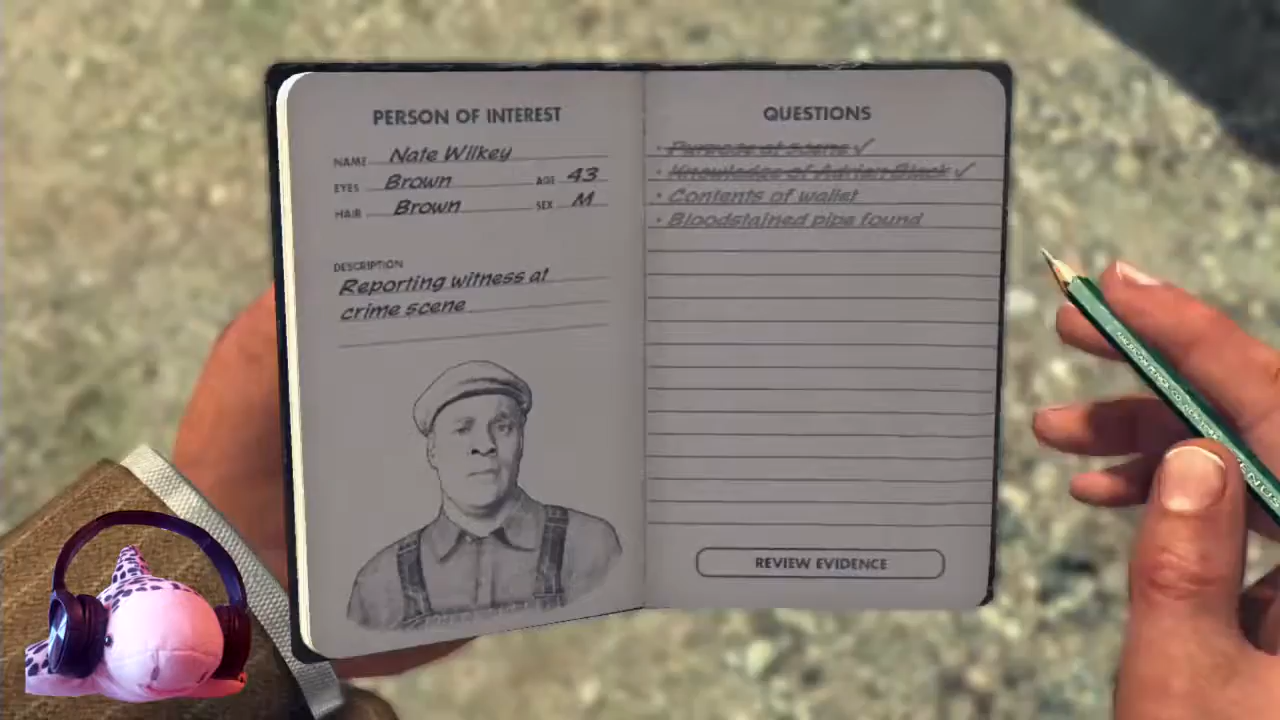 PERSON OF INTEREST
NAME Nate Wilkey
EYES Brown AGE 43
HAIR Brown SEX M
DESCRIPTION
Reporting witness at
crime scene
QUESTIONS
• Purpose at scene ✓
• Knowledge of Adrian Black ✓
• Contents of wallet
• Bloodstained pipe found
REVIEW EVIDENCE
VENUS